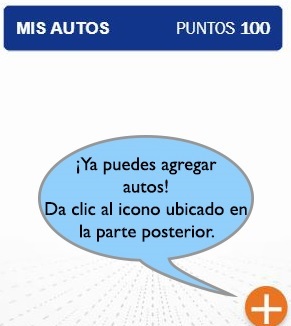 MIS AUTOS PUNTOS 100
¡Ya puedes agregar
autos!
Da clic al icono ubicado en
la parte posterior.